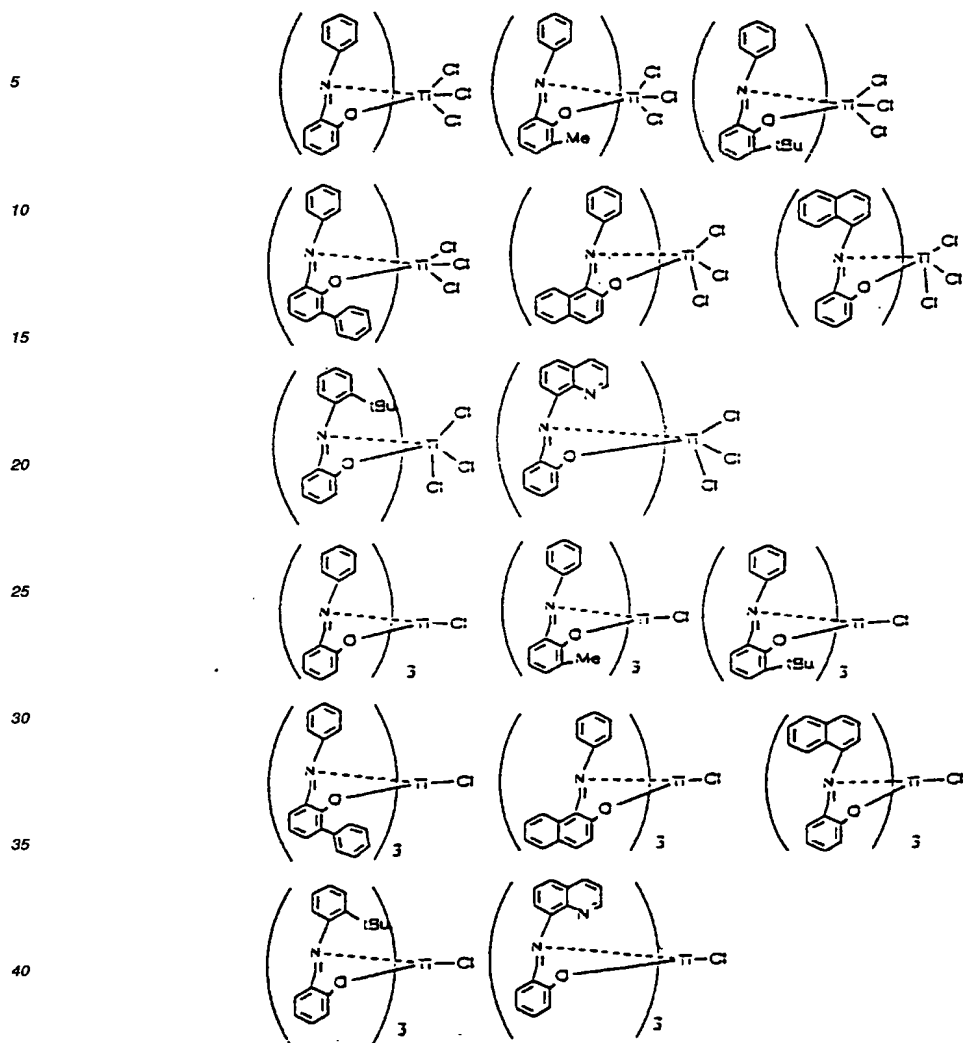 5
N O Ti Cl Cl Cl
N O Me Ti Cl Cl Cl
N O tBu Ti Cl Cl Cl
10
N O Ti Cl Cl Cl
N O Ti Cl Cl Cl
N O Ti Cl Cl Cl
15
tBu N O Ti Cl Cl Cl
N N O Ti Cl Cl Cl
20
25
N O Ti Cl 3
N O Me Ti Cl 3
N O tBu Ti Cl 3
30
N O Ti Cl 3
N O Ti Cl 3
N O Ti Cl 3
35
tBu N O Ti Cl 3
N N O Ti Cl 3
40